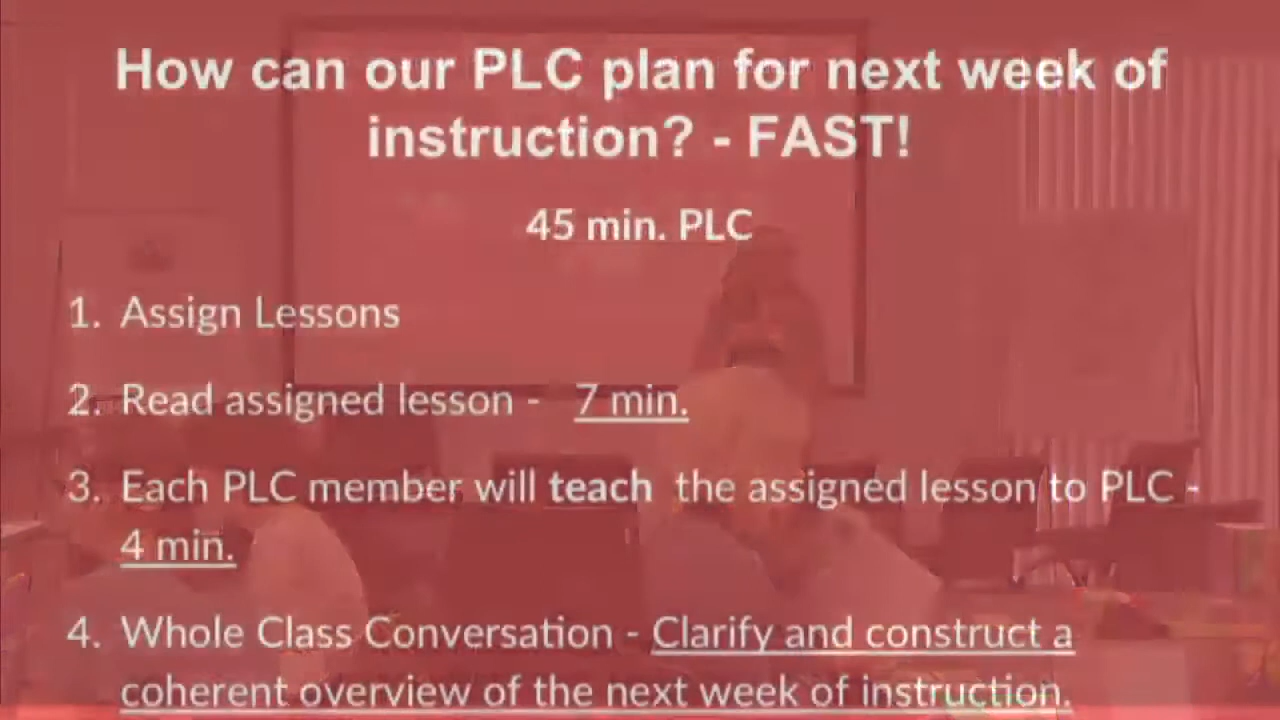 How can our PLC plan for next week of
instruction? - FAST!
45 min. PLC
1. Assign Lessons
2. Read assigned lesson - 7 min.
3. Each PLC member will teach the assigned lesson to PLC -
4 min.
4. Whole Class Conversation - Clarify and construct a
coherent overview of the next week of instruction.